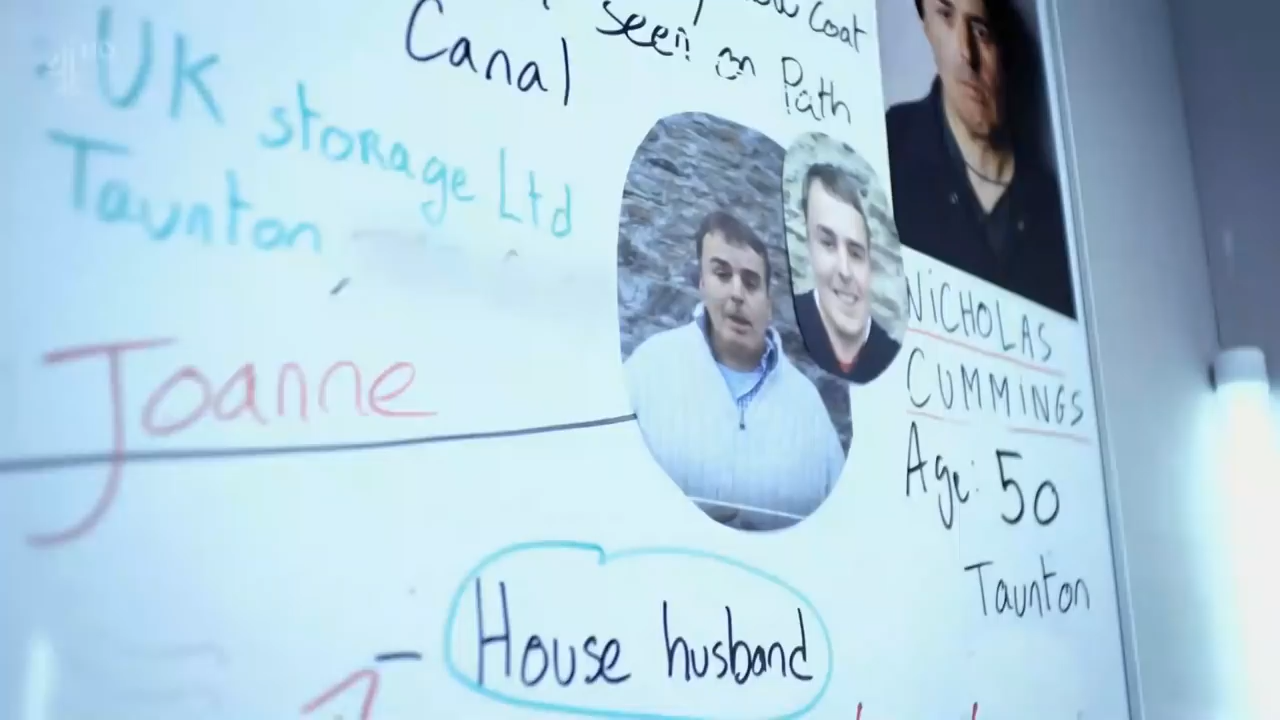 Coat
Canal
seen on Path
UK storage Ltd
Taunton
Joanne
NiCHOLAS
CUMMiNGS
Age: 50
Taunton
- House husband